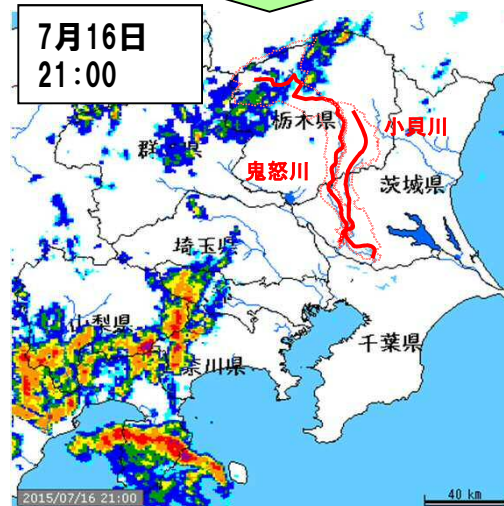 7月16日
21:00
栃木県
小貝川
群馬県
鬼怒川
茨城県
埼玉県
山梨県
千葉県
奈川県
2015/07/16 21:00
40 km